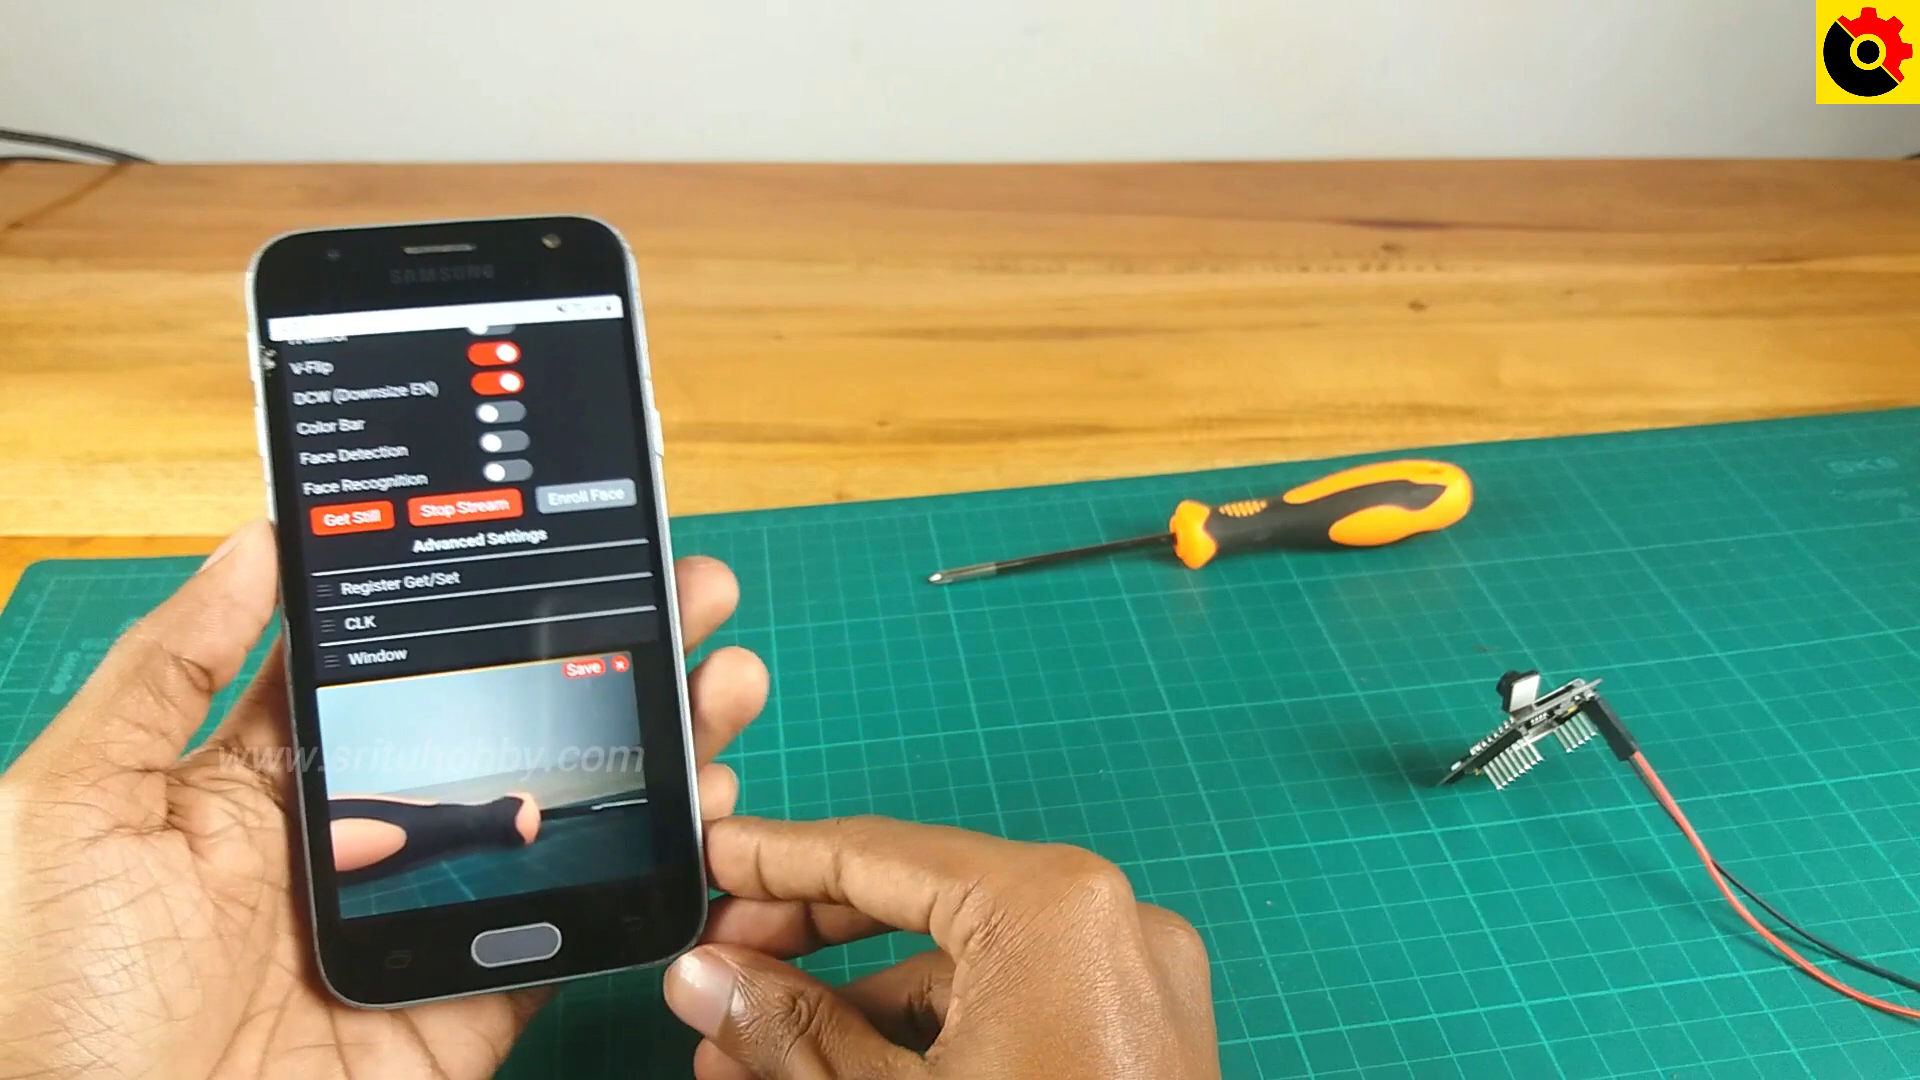 SAMSUNG
V-Flip
DCW (Downsize EN)
Color Bar
Face Detection
Face Recognition
Get Still Stop Stream Enroll Face
Advanced Settings
Register Get/Set
CLK
Window
Save ×
www.srituhobby.com